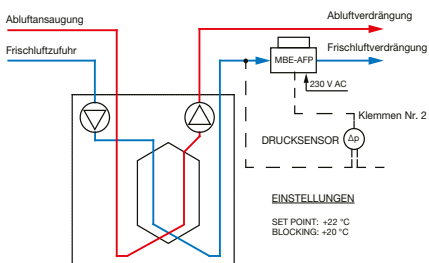 Abluftansaugung
Abluftverdrängung
Frischluftzufuhr
Frischluftverdrängung
MBE-AFP
230 V AC
Klemmen Nr. 2
DRUCKSENSOR
Δp
EINSTELLUNGEN
SET POINT: +22 °C
BLOCKING: +20 °C